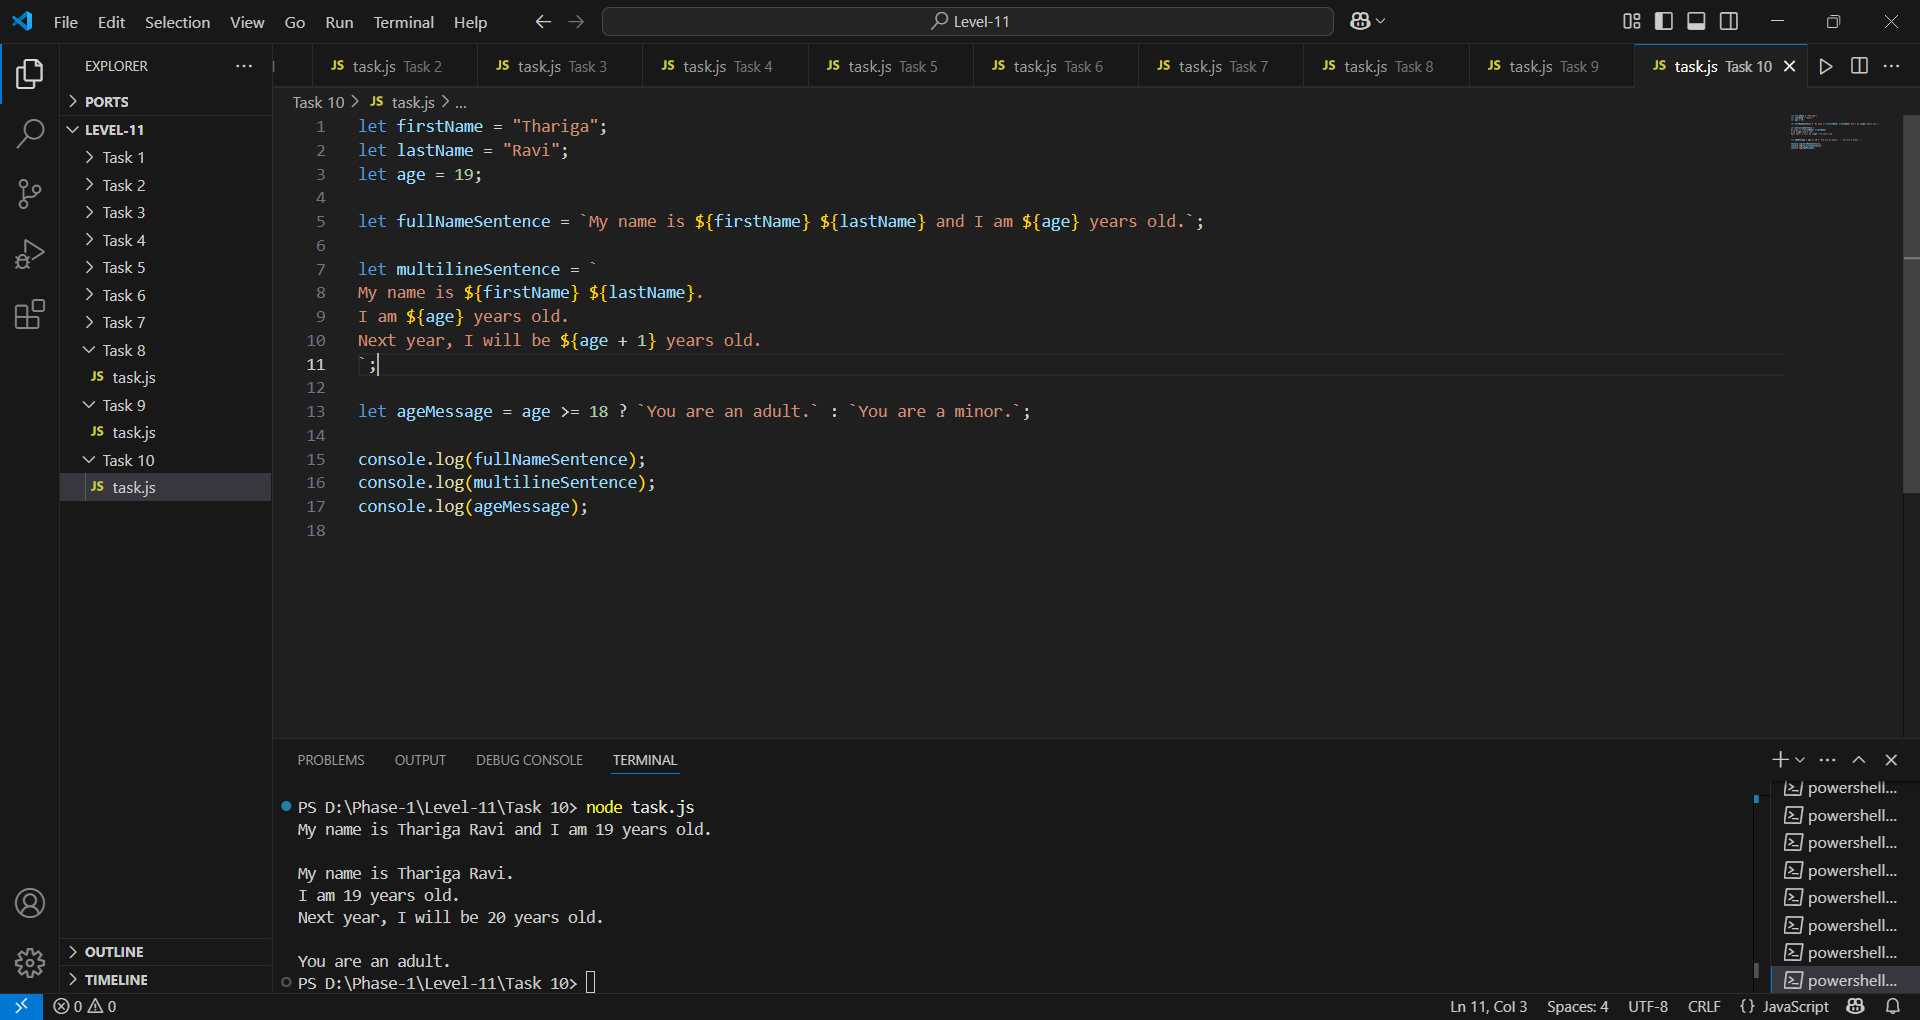 File Edit Selection View Go Run Terminal Help
Level-11
EXPLORER
PORTS
LEVEL-11
Task 1
Task 2
Task 3
Task 4
Task 5
Task 6
Task 7
Task 8
JS task.js
Task 9
JS task.js
Task 10
JS task.js
OUTLINE
TIMELINE
JS task.js Task 2
JS task.js Task 3
JS task.js Task 4
JS task.js Task 5
JS task.js Task 6
JS task.js Task 7
JS task.js Task 8
JS task.js Task 9
JS task.js Task 10
Task 10 > JS task.js > ...
1 let firstName = "Thariga";
2 let lastName = "Ravi";
3 let age = 19;
4
5 let fullNameSentence = `My name is ${firstName} ${lastName} and I am ${age} years old.`;
6
7 let multilineSentence = `
8 My name is ${firstName} ${lastName}.
9 I am ${age} years old.
10 Next year, I will be ${age + 1} years old.
11 `;
12
13 let ageMessage = age >= 18 ? `You are an adult.` : `You are a minor.`;
14
15 console.log(fullNameSentence);
16 console.log(multilineSentence);
17 console.log(ageMessage);
18
PROBLEMS OUTPUT DEBUG CONSOLE TERMINAL
PS D:\Phase-1\Level-11\Task 10> node task.js
My name is Thariga Ravi and I am 19 years old.
My name is Thariga Ravi.
I am 19 years old.
Next year, I will be 20 years old.
You are an adult.
PS D:\Phase-1\Level-11\Task 10>
powershell...
powershell...
powershell...
powershell...
powershell...
powershell...
powershell...
powershell...
0 0
Ln 11, Col 3 Spaces: 4 UTF-8 CRLF {} JavaScript